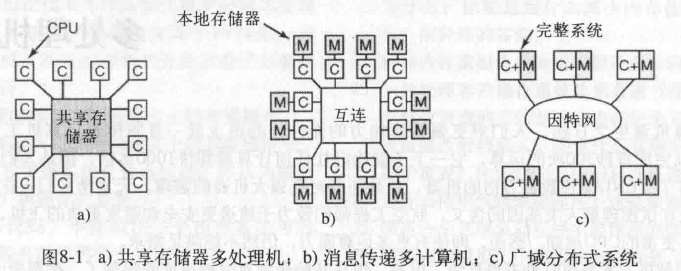 CPU
C C C C
共享存
储器
C C C C
a)
本地存储器
M M M M
C C C C
M C C M
互连
M C C M
C C C C
M M M M
b)
完整系统
C+M C+M C+M
因特网
C+M C+M C+M
c)
图8-1 a) 共享存储器多处理机；b) 消息传递多计算机；c) 广域分布式系统